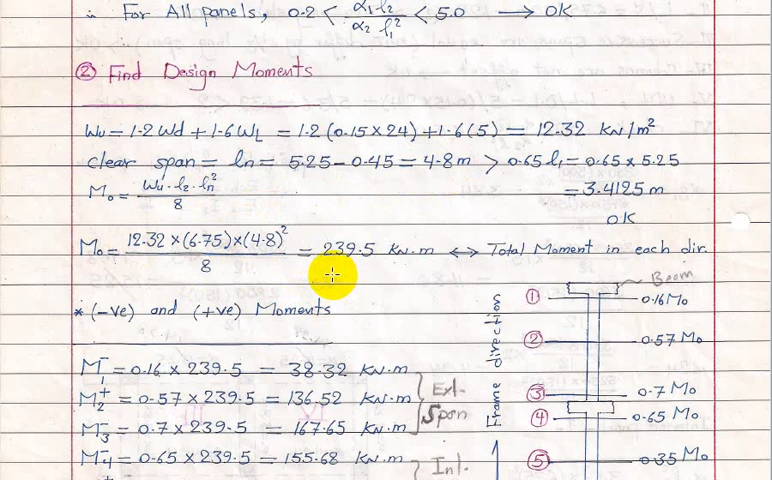 ∴ For All panels, 0.2 < α₁l₂ / α₂l₁² < 5.0 → OK
② Find Design Moments
Wu = 1.2 Wd + 1.6 WL = 1.2 (0.15 × 24) + 1.6 (5) = 12.32 KN/m²
clear span = ln = 5.25 - 0.45 = 4.8 m > 0.65 l₁ = 0.65 × 5.25
= 3.4125 m
OK
Mo = Wu · l₂ · ln² / 8
Mo = 12.32 × (6.75) × (4.8)² / 8 = 239.5 KN.m ↔ Total Moment in each dir.
* (-ve) and (+ve) Moments
M₁⁻ = 0.16 × 239.5 = 38.32 KN.m
M₂⁺ = 0.57 × 239.5 = 136.52 KN.m
M₃⁻ = 0.7 × 239.5 = 167.65 KN.m
Ext. Span
M₄⁻ = 0.65 × 239.5 = 155.68 KN.m
Int.
Beam
① 0.16 Mo
② 0.57 Mo
③ 0.7 Mo
④ 0.65 Mo
⑤ 0.35 Mo
Frame direction